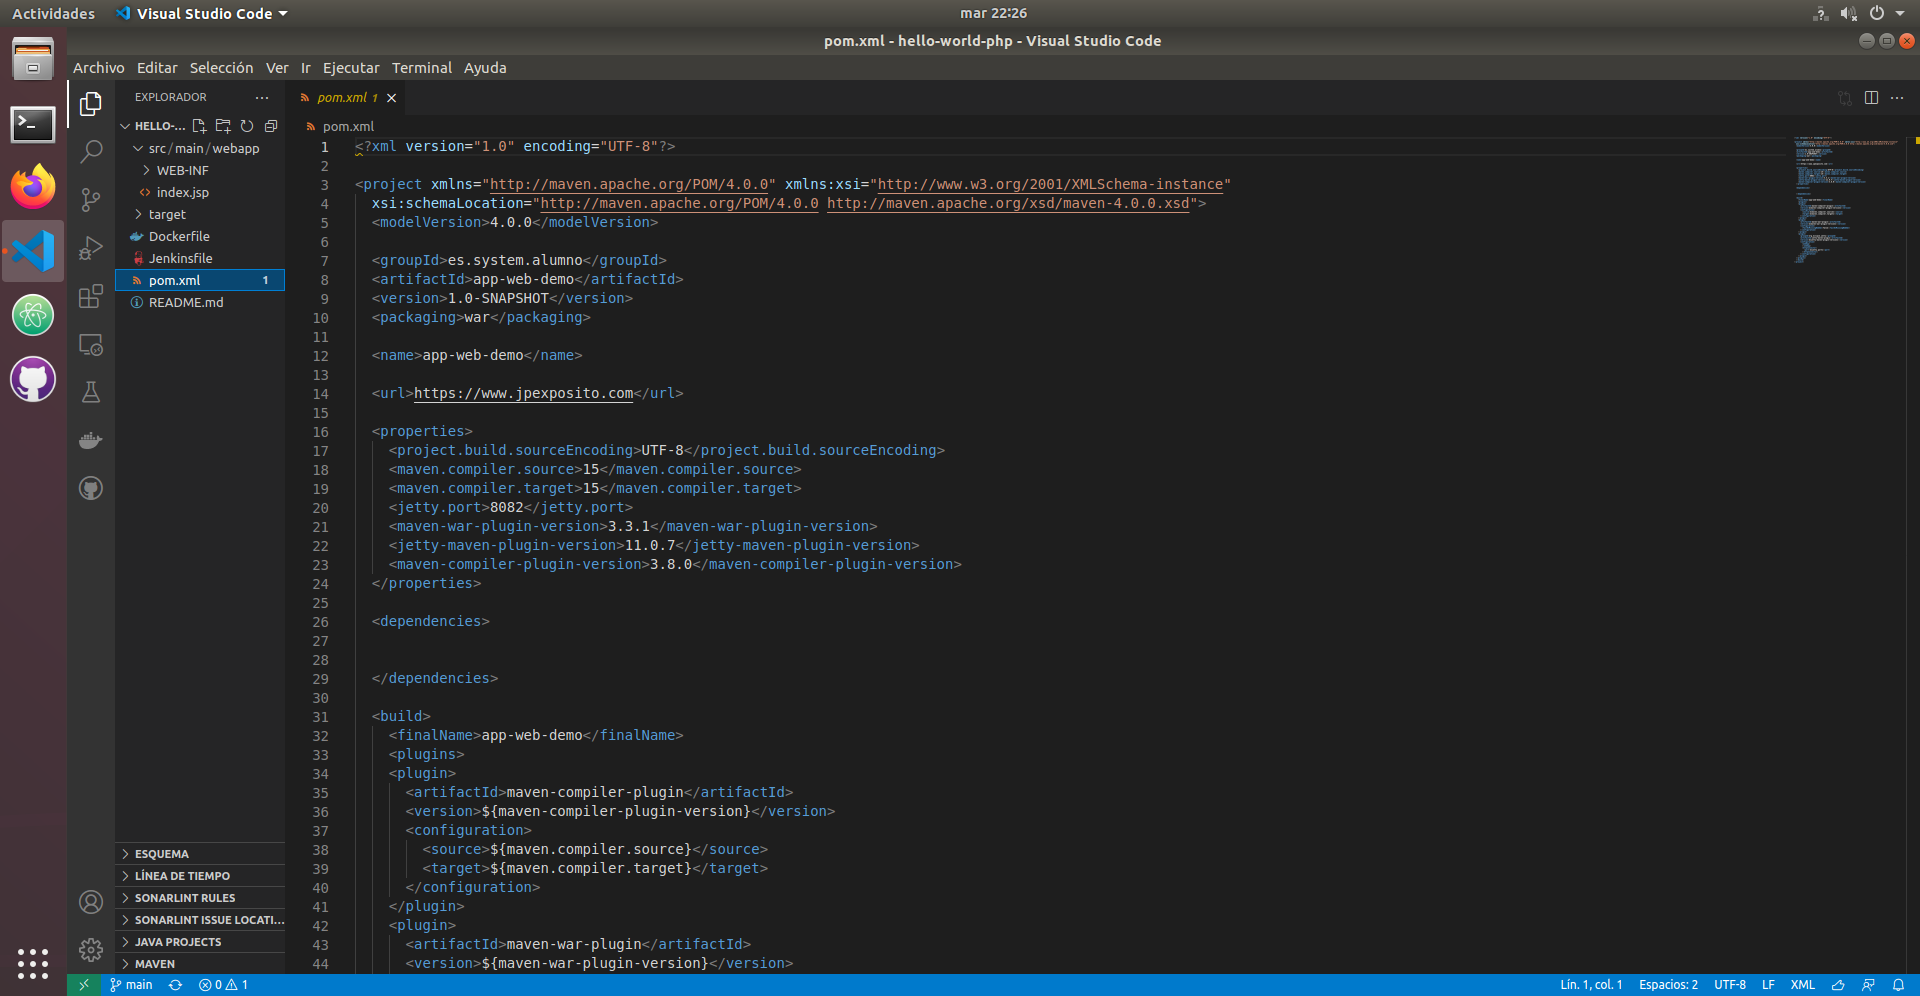 Actividades
Visual Studio Code
mar 22:26
pom.xml - hello-world-php - Visual Studio Code
Archivo Editar Selección Ver Ir Ejecutar Terminal Ayuda
EXPLORADOR
HELLO-...
src/main/webapp
WEB-INF
index.jsp
target
Dockerfile
Jenkinsfile
pom.xml 1
README.md
ESQUEMA
LÍNEA DE TIEMPO
SONARLINT RULES
SONARLINT ISSUE LOCATI...
JAVA PROJECTS
MAVEN
pom.xml 1
pom.xml
1 <?xml version="1.0" encoding="UTF-8"?>
2
3 <project xmlns="http://maven.apache.org/POM/4.0.0" xmlns:xsi="http://www.w3.org/2001/XMLSchema-instance"
4 xsi:schemaLocation="http://maven.apache.org/POM/4.0.0 http://maven.apache.org/xsd/maven-4.0.0.xsd">
5 <modelVersion>4.0.0</modelVersion>
6
7 <groupId>es.system.alumno</groupId>
8 <artifactId>app-web-demo</artifactId>
9 <version>1.0-SNAPSHOT</version>
10 <packaging>war</packaging>
11
12 <name>app-web-demo</name>
13
14 <url>https://www.jpexposito.com</url>
15
16 <properties>
17 <project.build.sourceEncoding>UTF-8</project.build.sourceEncoding>
18 <maven.compiler.source>15</maven.compiler.source>
19 <maven.compiler.target>15</maven.compiler.target>
20 <jetty.port>8082</jetty.port>
21 <maven-war-plugin-version>3.3.1</maven-war-plugin-version>
22 <jetty-maven-plugin-version>11.0.7</jetty-maven-plugin-version>
23 <maven-compiler-plugin-version>3.8.0</maven-compiler-plugin-version>
24 </properties>
25
26 <dependencies>
27
28
29 </dependencies>
30
31 <build>
32 <finalName>app-web-demo</finalName>
33 <plugins>
34 <plugin>
35 <artifactId>maven-compiler-plugin</artifactId>
36 <version>${maven-compiler-plugin-version}</version>
37 <configuration>
38 <source>${maven.compiler.source}</source>
39 <target>${maven.compiler.target}</target>
40 </configuration>
41 </plugin>
42 <plugin>
43 <artifactId>maven-war-plugin</artifactId>
44 <version>${maven-war-plugin-version}</version>
main 0 1
Lín. 1, col. 1 Espacios: 2 UTF-8 LF XML